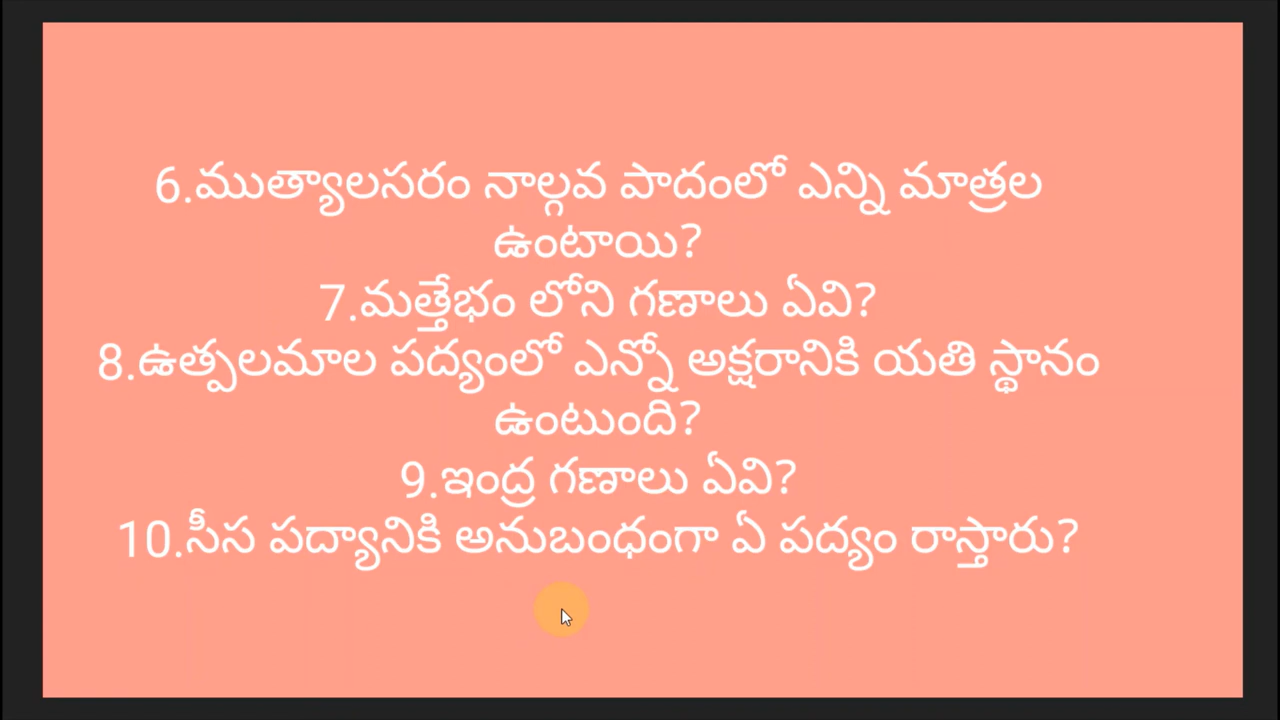 6.ముత్యాలసరం నాల్గవ పాదంలో ఎన్ని మాత్రల
ఉంటాయి?
7.మత్తేభం లోని గణాలు ఏవి?
8.ఉత్పలమాల పద్యంలో ఎన్నో అక్షరానికి యతి స్థానం
ఉంటుంది?
9.ఇంద్ర గణాలు ఏవి?
10.సీస పద్యానికి అనుబంధంగా ఏ పద్యం రాస్తారు?